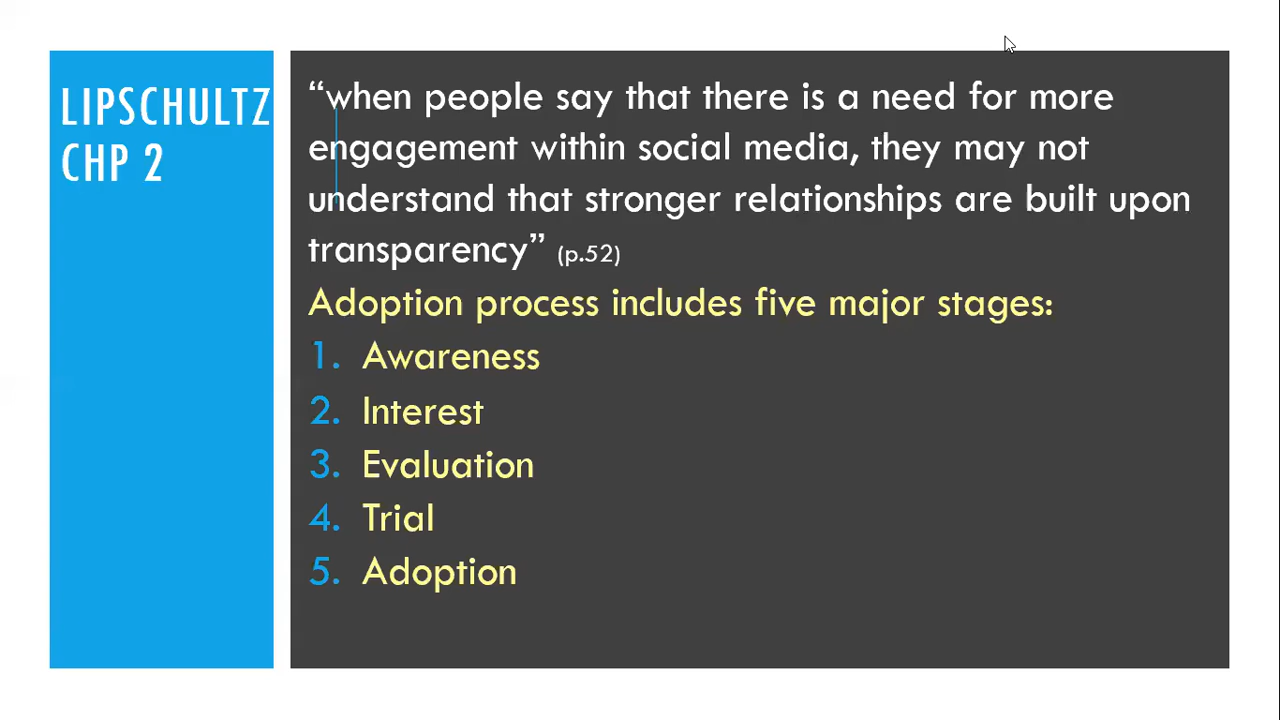 LIPSCHULTZ
CHP 2
“when people say that there is a need for more
engagement within social media, they may not
understand that stronger relationships are built upon
transparency” (p.52)
Adoption process includes five major stages:
1. Awareness
2. Interest
3. Evaluation
4. Trial
5. Adoption